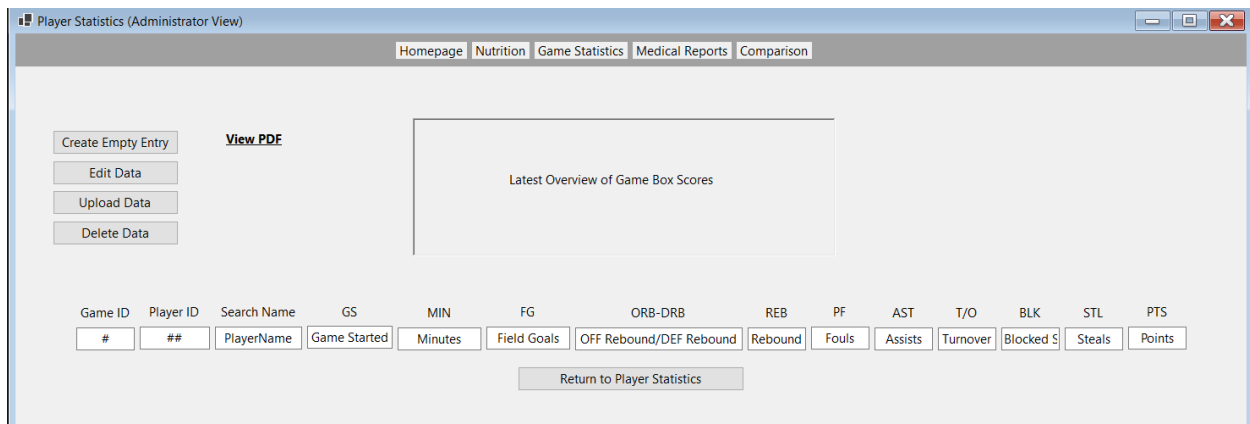 Player Statistics (Administrator View)
Homepage Nutrition Game Statistics Medical Reports Comparison
Create Empty Entry
View PDF
Edit Data
Upload Data
Delete Data
Latest Overview of Game Box Scores
Game ID Player ID Search Name GS MIN FG ORB-DRB REB PF AST T/O BLK STL PTS
# ## PlayerName Game Started Minutes Field Goals OFF Rebound/DEF Rebound Rebound Fouls Assists Turnover Blocked S Steals Points
Return to Player Statistics